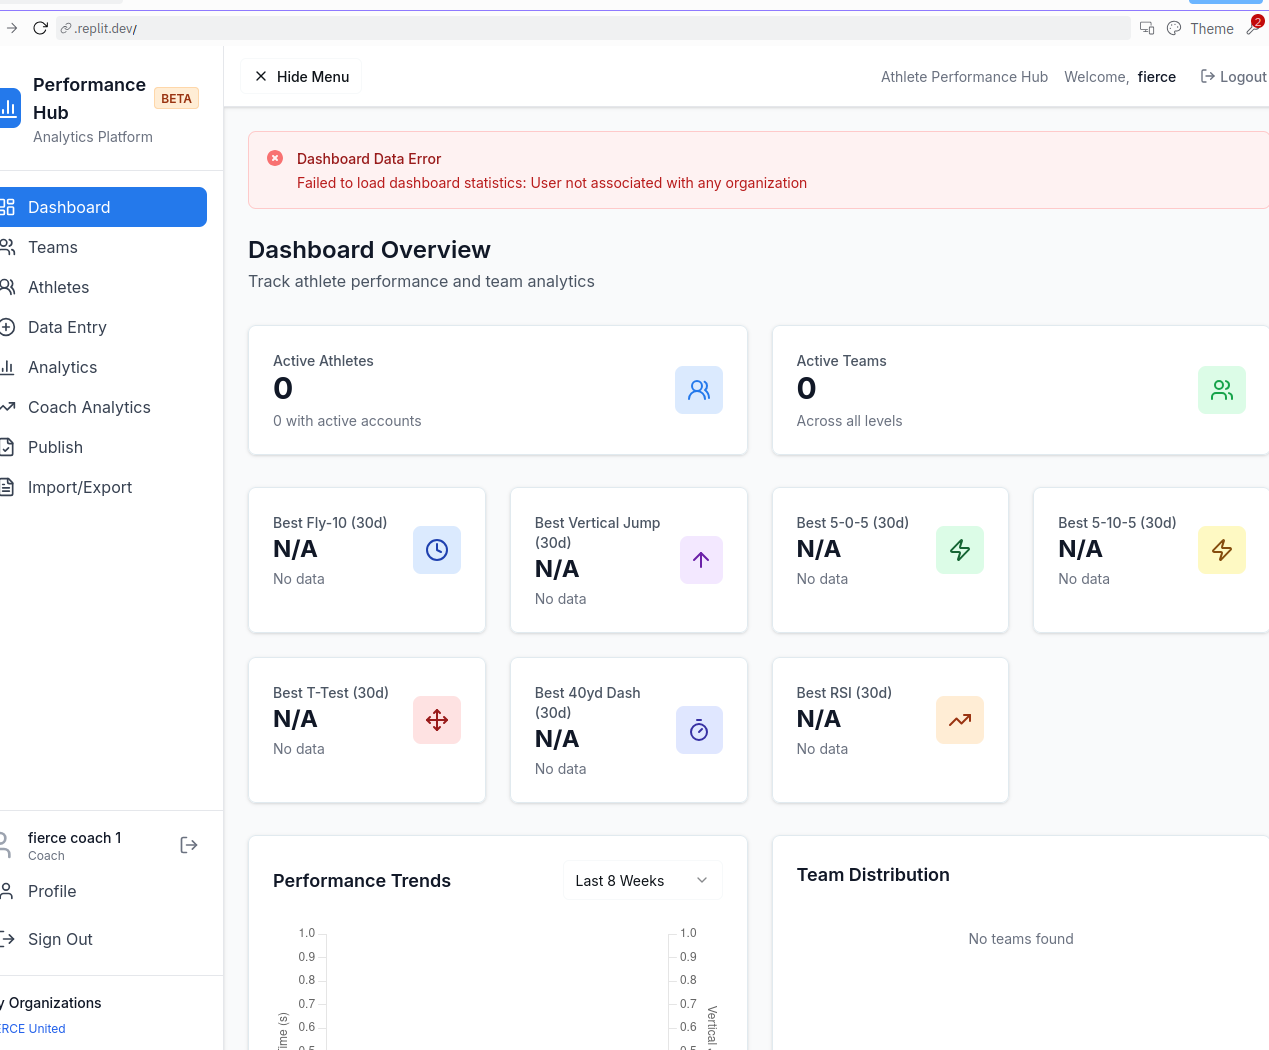 .replit.dev/
Theme
2
Performance
Hub
BETA
Analytics Platform
Hide Menu
Athlete Performance Hub
Welcome, fierce
Logout
Dashboard Data Error
Failed to load dashboard statistics: User not associated with any organization
Dashboard
Teams
Athletes
Data Entry
Analytics
Coach Analytics
Publish
Import/Export
Dashboard Overview
Track athlete performance and team analytics
Active Athletes
0
0 with active accounts
Active Teams
0
Across all levels
Best Fly-10 (30d)
N/A
No data
Best Vertical Jump
(30d)
N/A
No data
Best 5-0-5 (30d)
N/A
No data
Best 5-10-5 (30d)
N/A
No data
Best T-Test (30d)
N/A
No data
Best 40yd Dash
(30d)
N/A
No data
Best RSI (30d)
N/A
No data
Performance Trends
Last 8 Weeks
1.0
0.9
0.8
0.7
0.6
0.5
ime (s)
1.0
0.9
0.8
0.7
0.6
0.5
Vertical
Team Distribution
No teams found
fierce coach 1
Coach
Profile
Sign Out
y Organizations
ERCE United